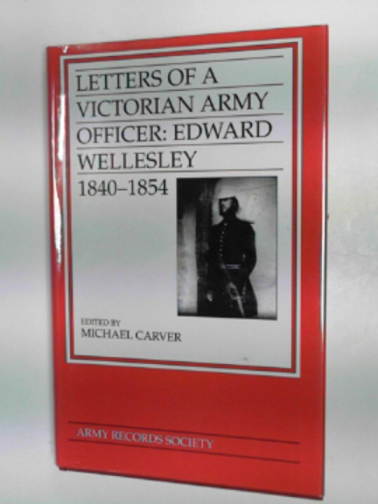 LETTERS OF A
VICTORIAN ARMY
OFFICER: EDWARD
WELLESLEY
1840–1854
EDITED BY
MICHAEL CARVER
ARMY RECORDS SOCIETY